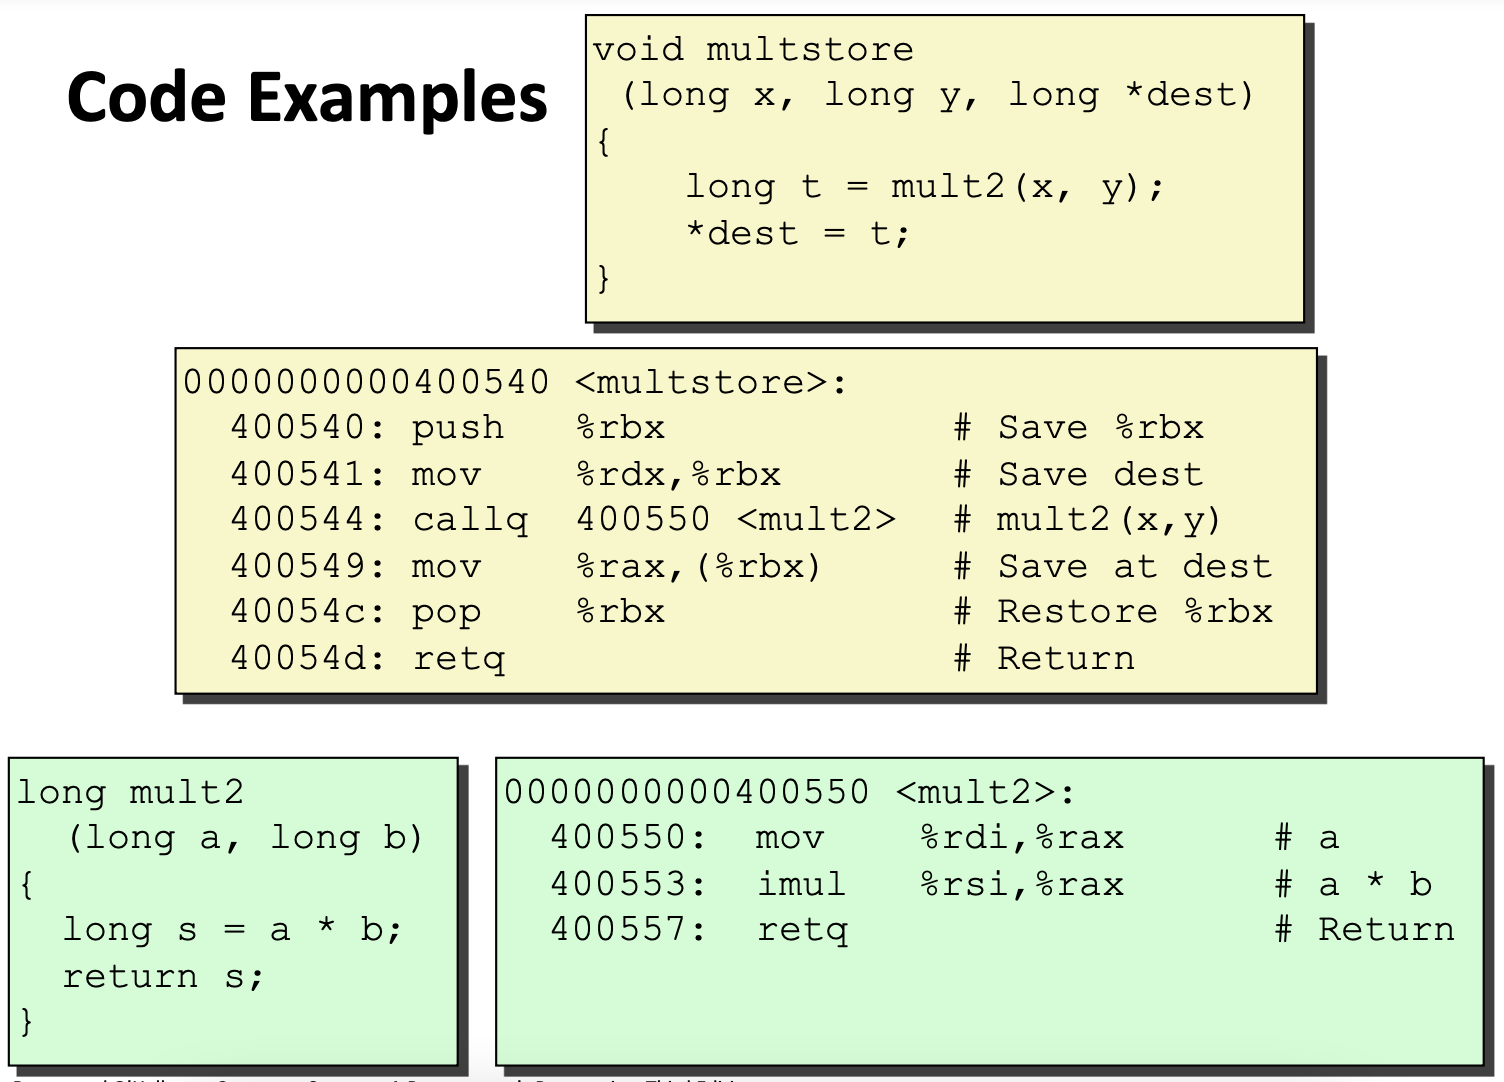 Code Examples
void multstore
(long x, long y, long *dest)
{
long t = mult2(x, y);
*dest = t;
}
0000000000400540 <multstore>:
400540: push %rbx # Save %rbx
400541: mov %rdx,%rbx # Save dest
400544: callq 400550 <mult2> # mult2(x,y)
400549: mov %rax,(%rbx) # Save at dest
40054c: pop %rbx # Restore %rbx
40054d: retq # Return
long mult2
(long a, long b)
{
long s = a * b;
return s;
}
0000000000400550 <mult2>:
400550: mov %rdi,%rax # a
400553: imul %rsi,%rax # a * b
400557: retq # Return